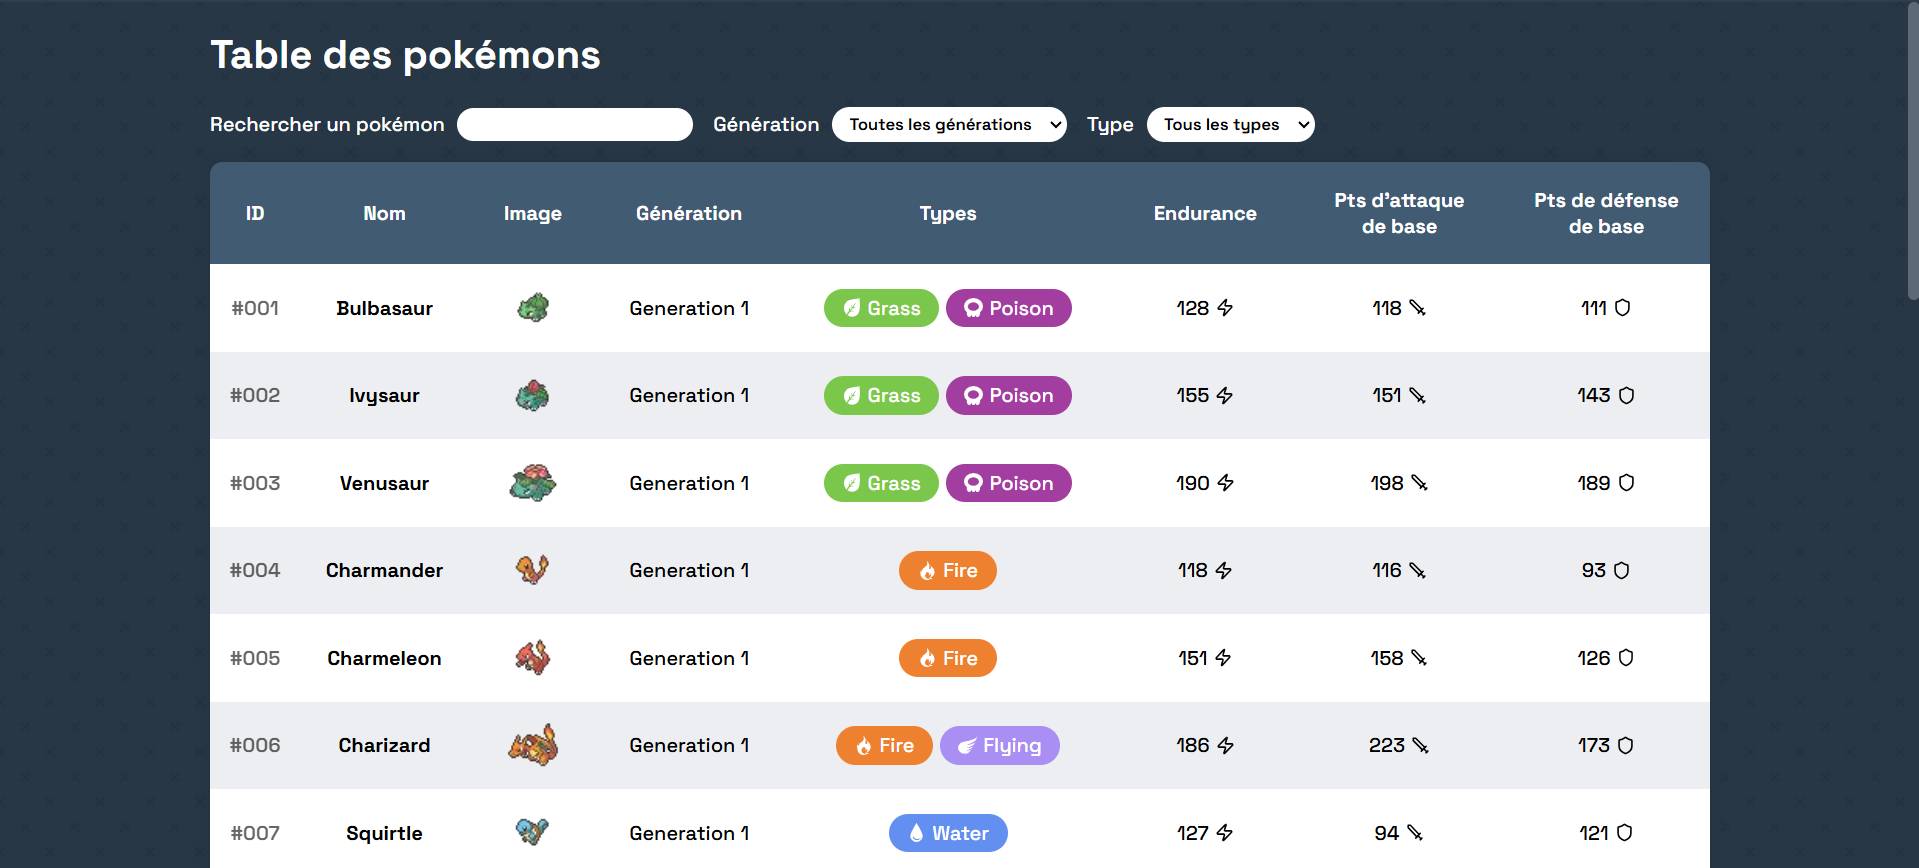 Table des pokémons
Rechercher un pokémon Génération Toutes les générations Type Tous les types
ID Nom Image Génération Types Endurance Pts d'attaque de base Pts de défense de base
#001 Bulbasaur Generation 1 Grass Poison 128 118 111
#002 Ivysaur Generation 1 Grass Poison 155 151 143
#003 Venusaur Generation 1 Grass Poison 190 198 189
#004 Charmander Generation 1 Fire 118 116 93
#005 Charmeleon Generation 1 Fire 151 158 126
#006 Charizard Generation 1 Fire Flying 186 223 173
#007 Squirtle Generation 1 Water 127 94 121